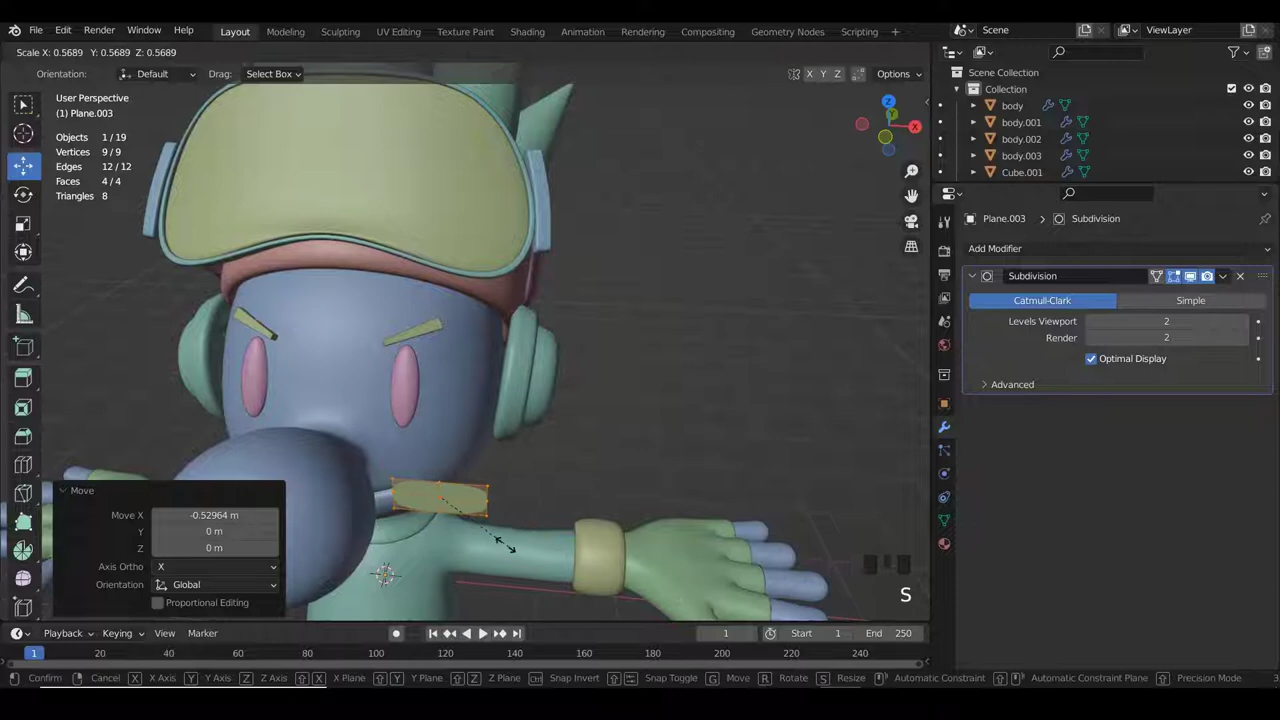 File Edit Render Window Help Layout Modeling Sculpting UV Editing Texture Paint Shading Animation Rendering Compositing Geometry Nodes Scripting + Scene ViewLayer
Scale X: 0.5689 Y: 0.5689 Z: 0.5689
Orientation: Default Drag: Select Box X Y Z Options
User Perspective
(1) Plane.003
Objects 1/19
Vertices 9/9
Edges 12/12
Faces 4/4
Triangles 8
Z
Y
X
Move
Move X -0.52964 m
Y 0 m
Z 0 m
Axis Ortho X
Orientation Global
Proportional Editing
S
Scene Collection
Collection
body
body.001
body.002
body.003
Cube.001
Plane.003 Subdivision
Add Modifier
Subdivision
Catmull-Clark Simple
Levels Viewport 2
Render 2
Optimal Display
Advanced
Playback Keying View Marker 1 Start 1 End 250
1 20 40 60 80 100 120 140 160 180 200 220 240
Confirm Cancel X X Axis Y Y Axis Z Z Axis X X Plane Y Y Plane Z Z Plane Ctrl Snap Invert Snap Toggle G Move R Rotate S Resize Automatic Constraint Automatic Constraint Plane Precision Mode